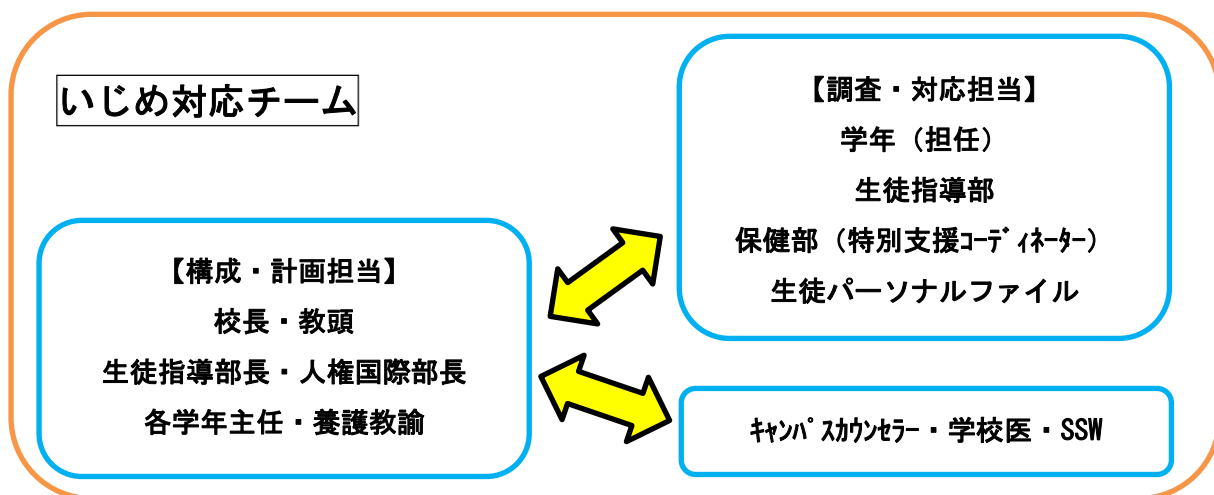 いじめ対応チーム
【構成・計画担当】
校長・教頭
生徒指導部長・人権国際部長
各学年主任・養護教諭
【調査・対応担当】
学年（担任）
生徒指導部
保健部（特別支援ｺｰﾃﾞｨﾈｰﾀｰ）
生徒パーソナルファイル
ｷｬﾝﾊﾟｽｶｳﾝｾﾗｰ・学校医・SSW